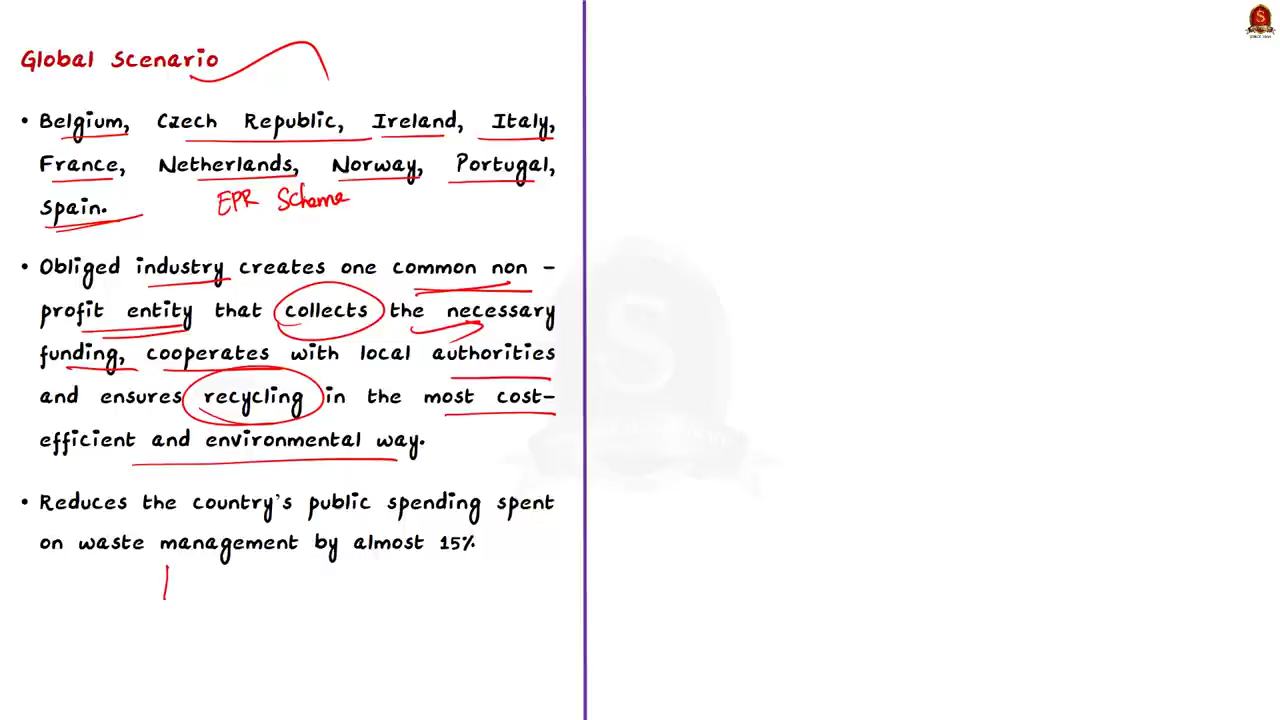 Global Scenario
• Belgium, Czech Republic, Ireland, Italy,
France, Netherlands, Norway, Portugal,
Spain.
EPR Scheme
• Obliged industry creates one common non -
profit entity that collects the necessary
funding, cooperates with local authorities
and ensures recycling in the most cost-
efficient and environmental way.
• Reduces the country's public spending spent
on waste management by almost 15%
S